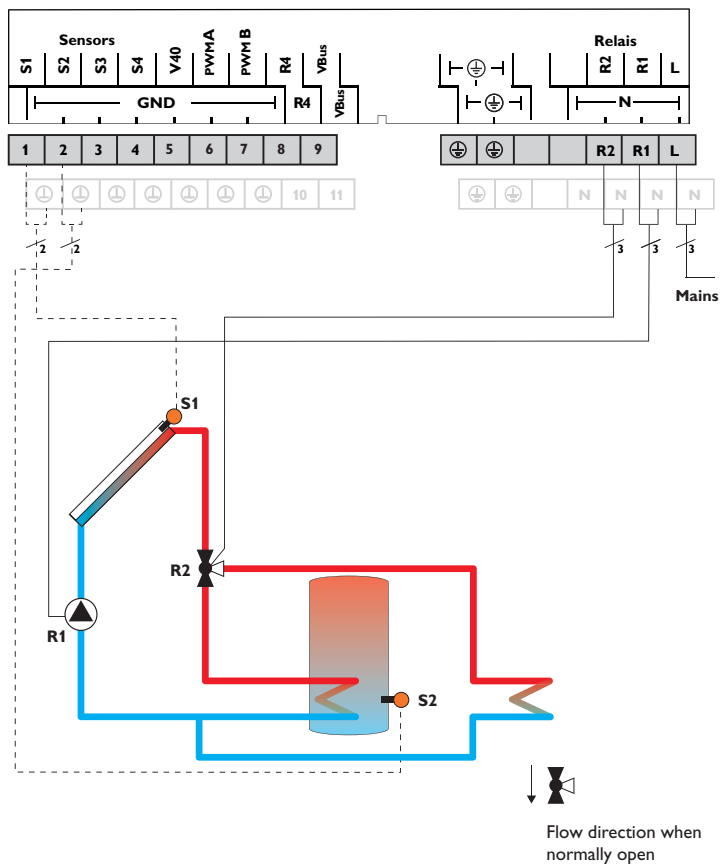 Sensors
Relais
S1 S2 S3 S4 V40 PWMA PWM B R4 VBus R2 R1 L
GND R4 VBus N
1 2 3 4 5 6 7 8 9 R2 R1 L
10 11 N N N N
2 2 3 3 3
Mains
S1
R2
R1
S2
Flow direction when
normally open